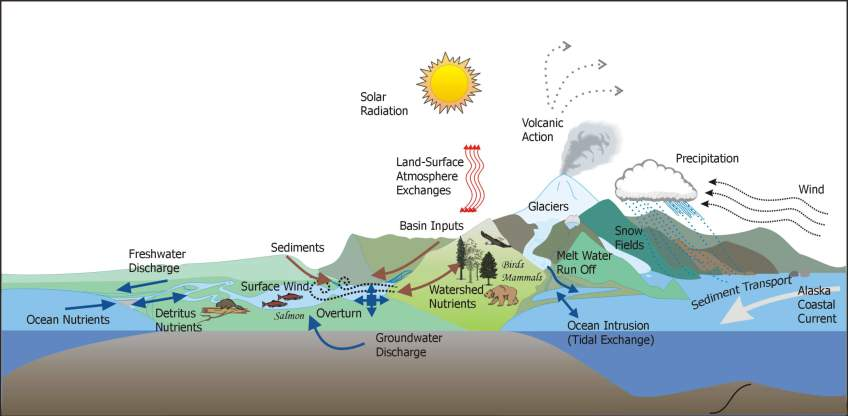 Solar
Radiation
Volcanic
Action
Land-Surface
Atmosphere
Exchanges
Precipitation
Wind
Glaciers
Basin Inputs
Snow
Fields
Sediments
Freshwater
Discharge
Melt Water
Run Off
Birds
Mammals
Surface Wind
Watershed
Nutrients
Sediment Transport
Alaska
Coastal
Current
Ocean Nutrients
Detritus
Nutrients
Salmon
Overturn
Ocean Intrusion
(Tidal Exchange)
Groundwater
Discharge